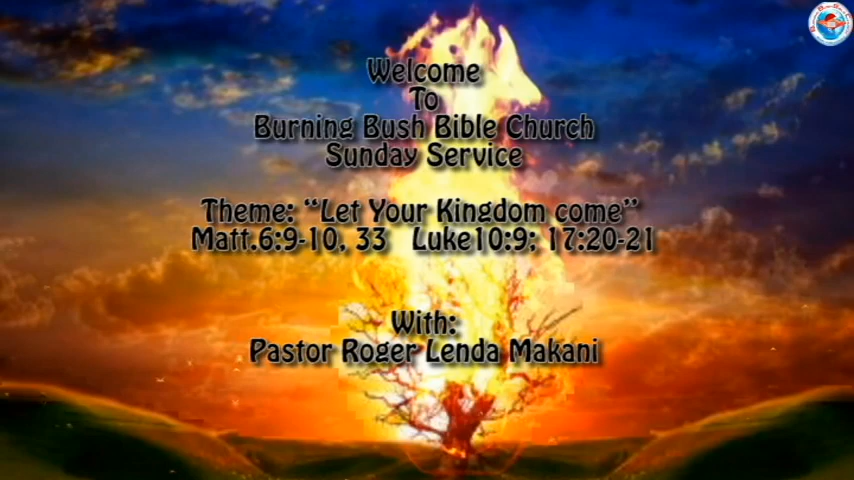 Welcome
To
Burning Bush Bible Church
Sunday Service
Theme: “Let Your Kingdom come”
Matt.6:9-10, 33 Luke10:9; 17:20-21
With:
Pastor Roger Lenda Makani